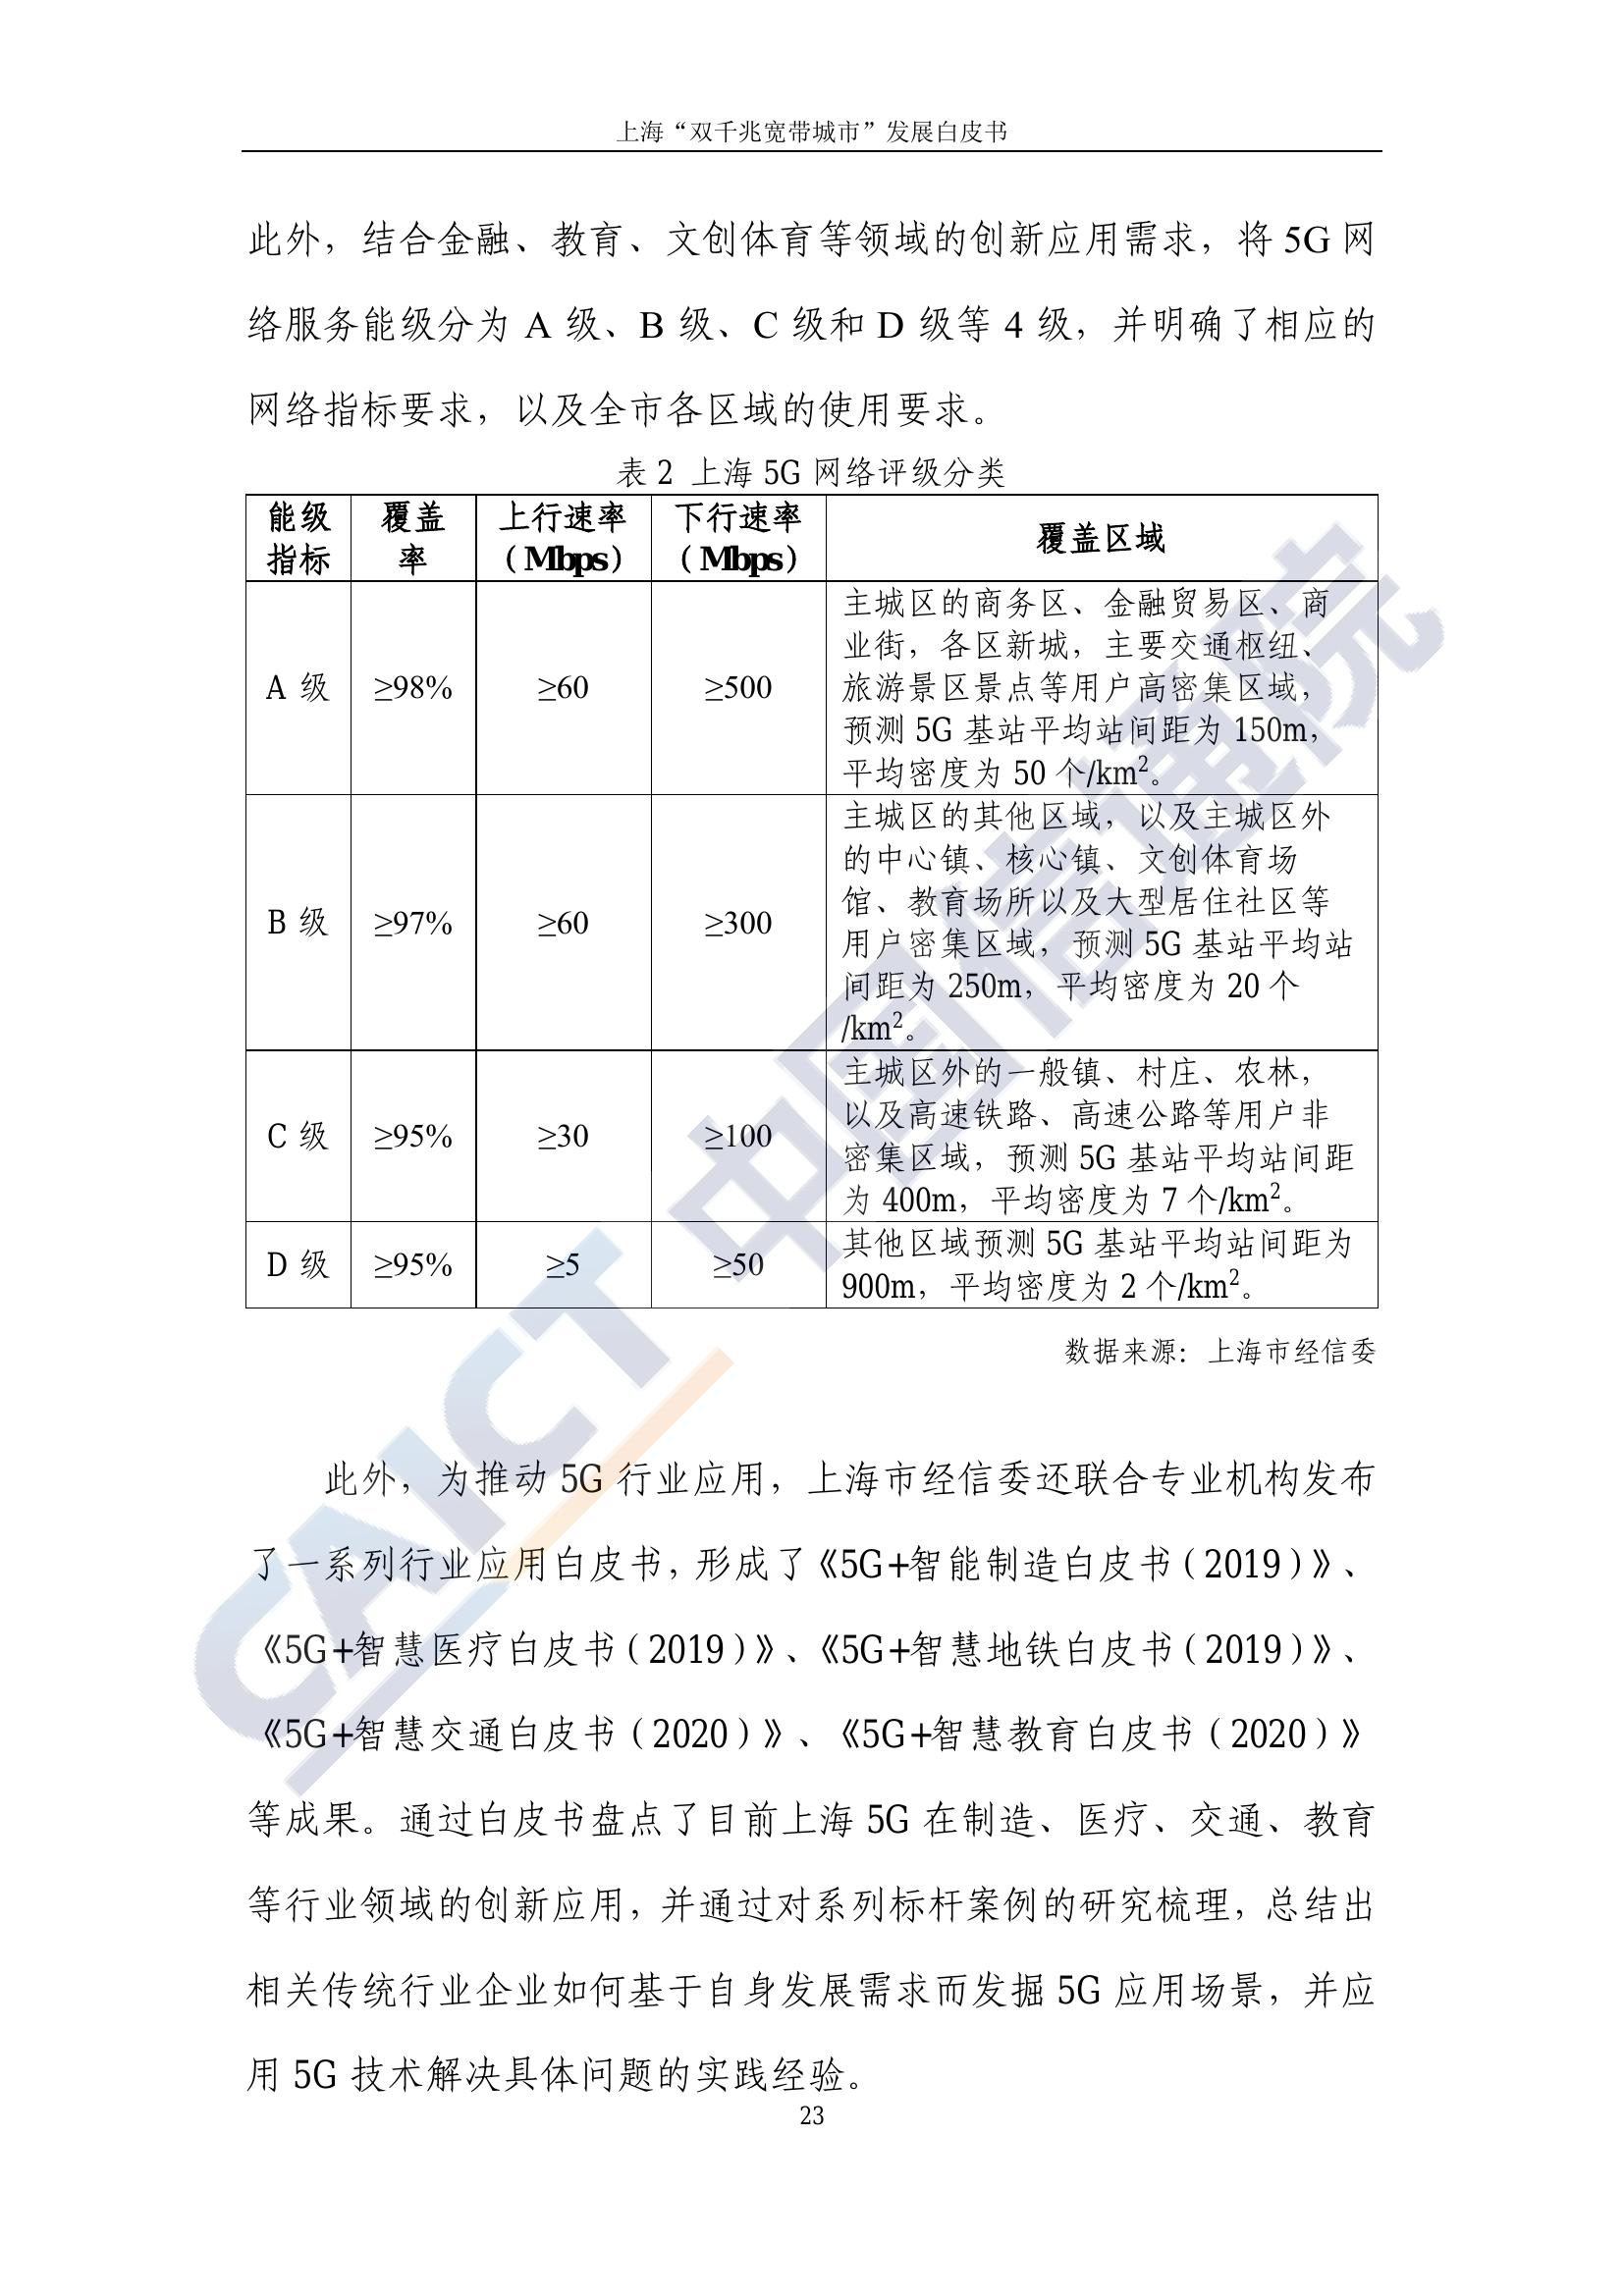 上海“双千兆宽带城市”发展白皮书
此外，结合金融、教育、文创体育等领域的创新应用需求，将 5G 网
络服务能级分为 A 级、B 级、C 级和 D 级等 4 级，并明确了相应的
网络指标要求，以及全市各区域的使用要求。
表 2 上海 5G 网络评级分类
能级 覆盖 上行速率 下行速率 覆盖区域
指标 率 （Mbps） （Mbps）
A 级 ≥98% ≥60 ≥500
主城区的商务区、金融贸易区、商
业街，各区新城，主要交通枢纽、
旅游景区景点等用户高密集区域，
预测 5G 基站平均站间距为 150m，
平均密度为 50 个/km²。
B 级 ≥97% ≥60 ≥300
主城区的其他区域，以及主城区外
的中心镇、核心镇、文创体育场
馆、教育场所以及大型居住社区等
用户密集区域，预测 5G 基站平均站
间距为 250m，平均密度为 20 个
/km²。
C 级 ≥95% ≥30 ≥100
主城区外的一般镇、村庄、农林，
以及高速铁路、高速公路等用户非
密集区域，预测 5G 基站平均站间距
为 400m，平均密度为 7 个/km²。
D 级 ≥95% ≥5 ≥50
其他区域预测 5G 基站平均站间距为
900m，平均密度为 2 个/km²。
数据来源：上海市经信委
此外，为推动 5G 行业应用，上海市经信委还联合专业机构发布
了一系列行业应用白皮书，形成了《5G+智能制造白皮书（2019）》、
《5G+智慧医疗白皮书（2019）》、《5G+智慧地铁白皮书（2019）》、
《5G+智慧交通白皮书（2020）》、《5G+智慧教育白皮书（2020）》
等成果。通过白皮书盘点了目前上海 5G 在制造、医疗、交通、教育
等行业领域的创新应用，并通过对系列标杆案例的研究梳理，总结出
相关传统行业企业如何基于自身发展需求而发掘 5G 应用场景，并应
用 5G 技术解决具体问题的实践经验。
23
CAICT 中国信通院